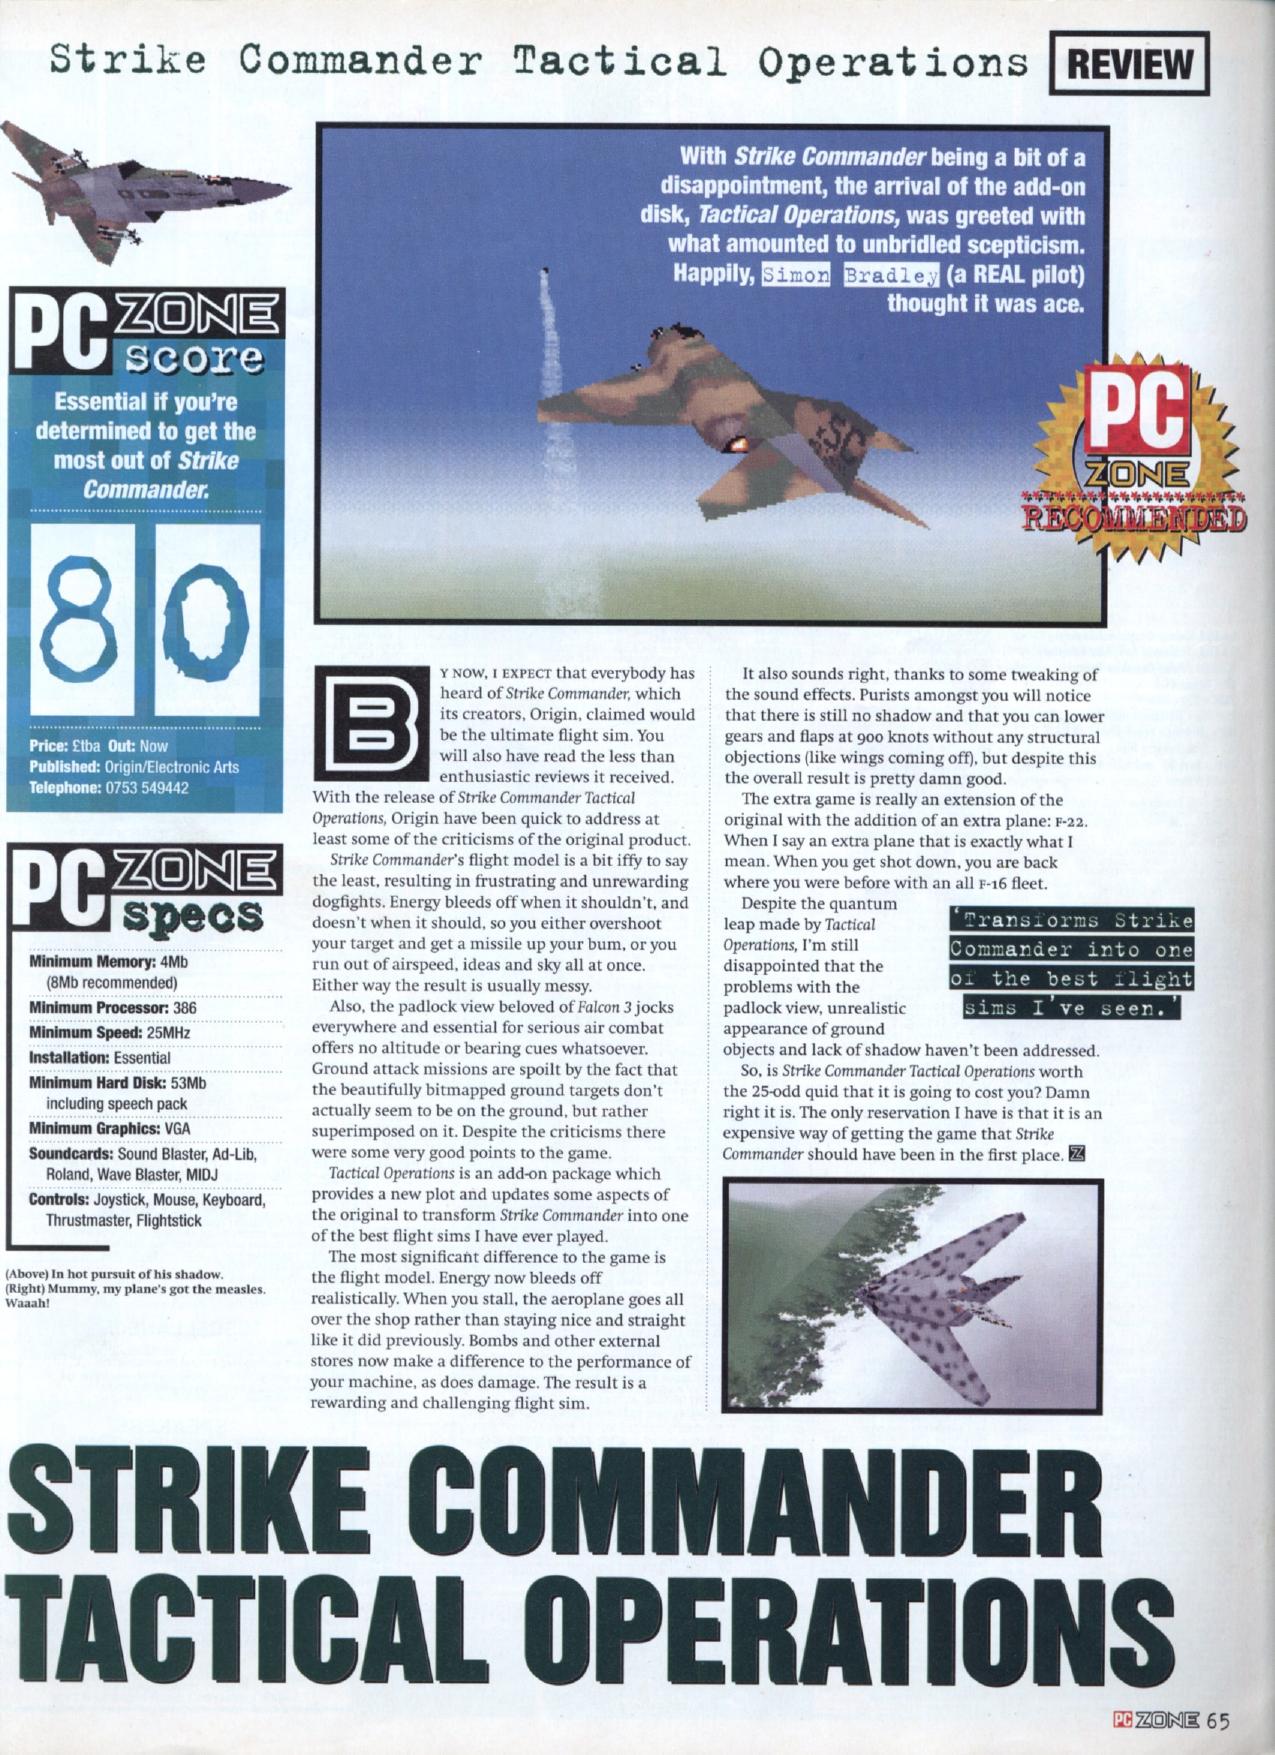 Strike Commander Tactical Operations
REVIEW
With Strike Commander being a bit of a
disappointment, the arrival of the add-on
disk, Tactical Operations, was greeted with
what amounted to unbridled scepticism.
Happily, Simon Bradley (a REAL pilot)
thought it was ace.
PC ZONE
RECOMMENDED
SC
PC ZONE
score
Essential if you're
determined to get the
most out of Strike
Commander.
80
Price: £tba Out: Now
Published: Origin/Electronic Arts
Telephone: 0753 549442
PC ZONE
specs
Minimum Memory: 4Mb
(8Mb recommended)
Minimum Processor: 386
Minimum Speed: 25MHz
Installation: Essential
Minimum Hard Disk: 53Mb
including speech pack
Minimum Graphics: VGA
Soundcards: Sound Blaster, Ad-Lib,
Roland, Wave Blaster, MIDJ
Controls: Joystick, Mouse, Keyboard,
Thrustmaster, Flightstick
(Above) In hot pursuit of his shadow.
(Right) Mummy, my plane's got the measles.
Waaah!
BY NOW, I EXPECT that everybody has
heard of Strike Commander, which
its creators, Origin, claimed would
be the ultimate flight sim. You
will also have read the less than
enthusiastic reviews it received.
With the release of Strike Commander Tactical
Operations, Origin have been quick to address at
least some of the criticisms of the original product.
Strike Commander's flight model is a bit iffy to say
the least, resulting in frustrating and unrewarding
dogfights. Energy bleeds off when it shouldn't, and
doesn't when it should, so you either overshoot
your target and get a missile up your bum, or you
run out of airspeed, ideas and sky all at once.
Either way the result is usually messy.
Also, the padlock view beloved of Falcon 3 jocks
everywhere and essential for serious air combat
offers no altitude or bearing cues whatsoever.
Ground attack missions are spoilt by the fact that
the beautifully bitmapped ground targets don't
actually seem to be on the ground, but rather
superimposed on it. Despite the criticisms there
were some very good points to the game.
Tactical Operations is an add-on package which
provides a new plot and updates some aspects of
the original to transform Strike Commander into one
of the best flight sims I have ever played.
The most significant difference to the game is
the flight model. Energy now bleeds off
realistically. When you stall, the aeroplane goes all
over the shop rather than staying nice and straight
like it did previously. Bombs and other external
stores now make a difference to the performance of
your machine, as does damage. The result is a
rewarding and challenging flight sim.
It also sounds right, thanks to some tweaking of
the sound effects. Purists amongst you will notice
that there is still no shadow and that you can lower
gears and flaps at 900 knots without any structural
objections (like wings coming off), but despite this
the overall result is pretty damn good.
The extra game is really an extension of the
original with the addition of an extra plane: F-22.
When I say an extra plane that is exactly what I
mean. When you get shot down, you are back
where you were before with an all F-16 fleet.
Despite the quantum
leap made by Tactical
Operations, I'm still
disappointed that the
problems with the
padlock view, unrealistic
appearance of ground
objects and lack of shadow haven't been addressed.
So, is Strike Commander Tactical Operations worth
the 25-odd quid that it is going to cost you? Damn
right it is. The only reservation I have is that it is an
expensive way of getting the game that Strike
Commander should have been in the first place. Z
'Transforms Strike
Commander into one
of the best flight
sims I've seen.'
STRIKE COMMANDER
TACTICAL OPERATIONS
PC ZONE 65